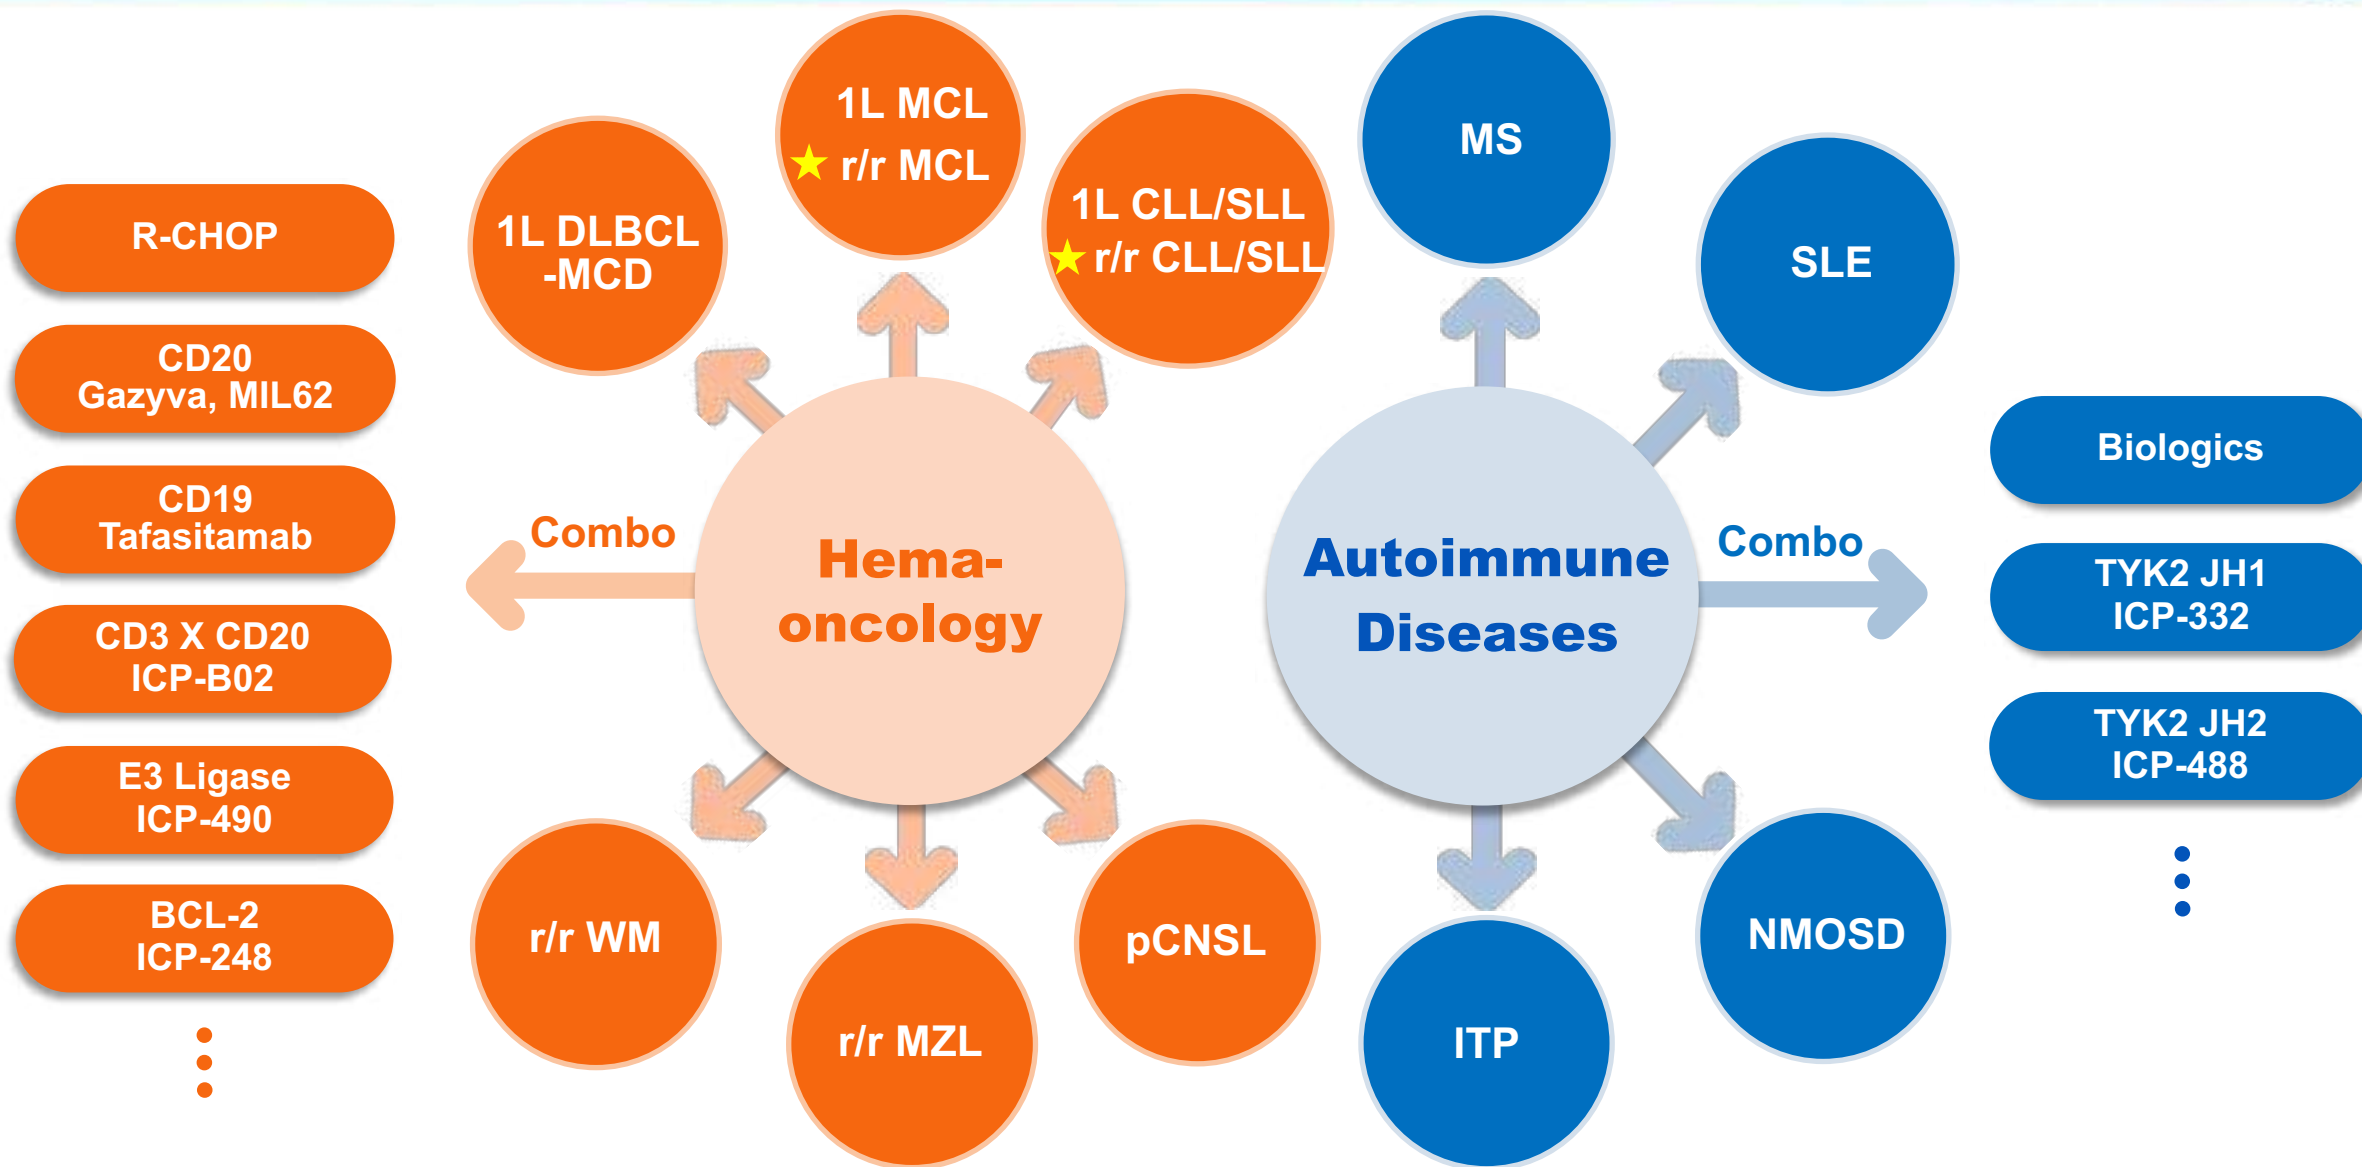 R-CHOP
CD20
Gazyva, MIL62
CD19
Tafasitamab
CD3 X CD20
ICP-B02
E3 Ligase
ICP-490
BCL-2
ICP-248
Combo
1L DLBCL
-MCD
1L MCL
r/r MCL
1L CLL/SLL
r/r CLL/SLL
Hema-
oncology
r/r WM
r/r MZL
pCNSL
MS
SLE
Autoimmune
Diseases
Combo
ITP
NMOSD
Biologics
TYK2 JH1
ICP-332
TYK2 JH2
ICP-488